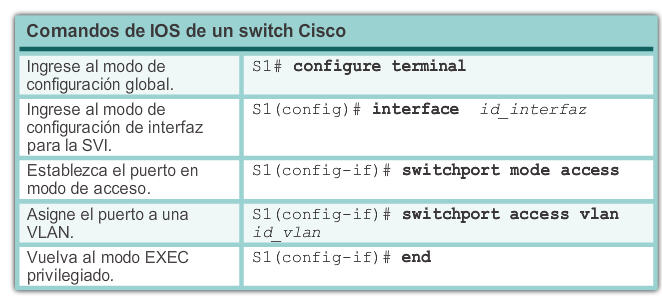 Comandos de IOS de un switch Cisco
Ingrese al modo de
configuración global.
S1# configure terminal
Ingrese al modo de
configuración de interfaz
para la SVI.
S1(config)# interface id_interfaz
Establezca el puerto en
modo de acceso.
S1(config-if)# switchport mode access
Asigne el puerto a una
VLAN.
S1(config-if)# switchport access vlan
id_vlan
Vuelva al modo EXEC
privilegiado.
S1(config-if)# end